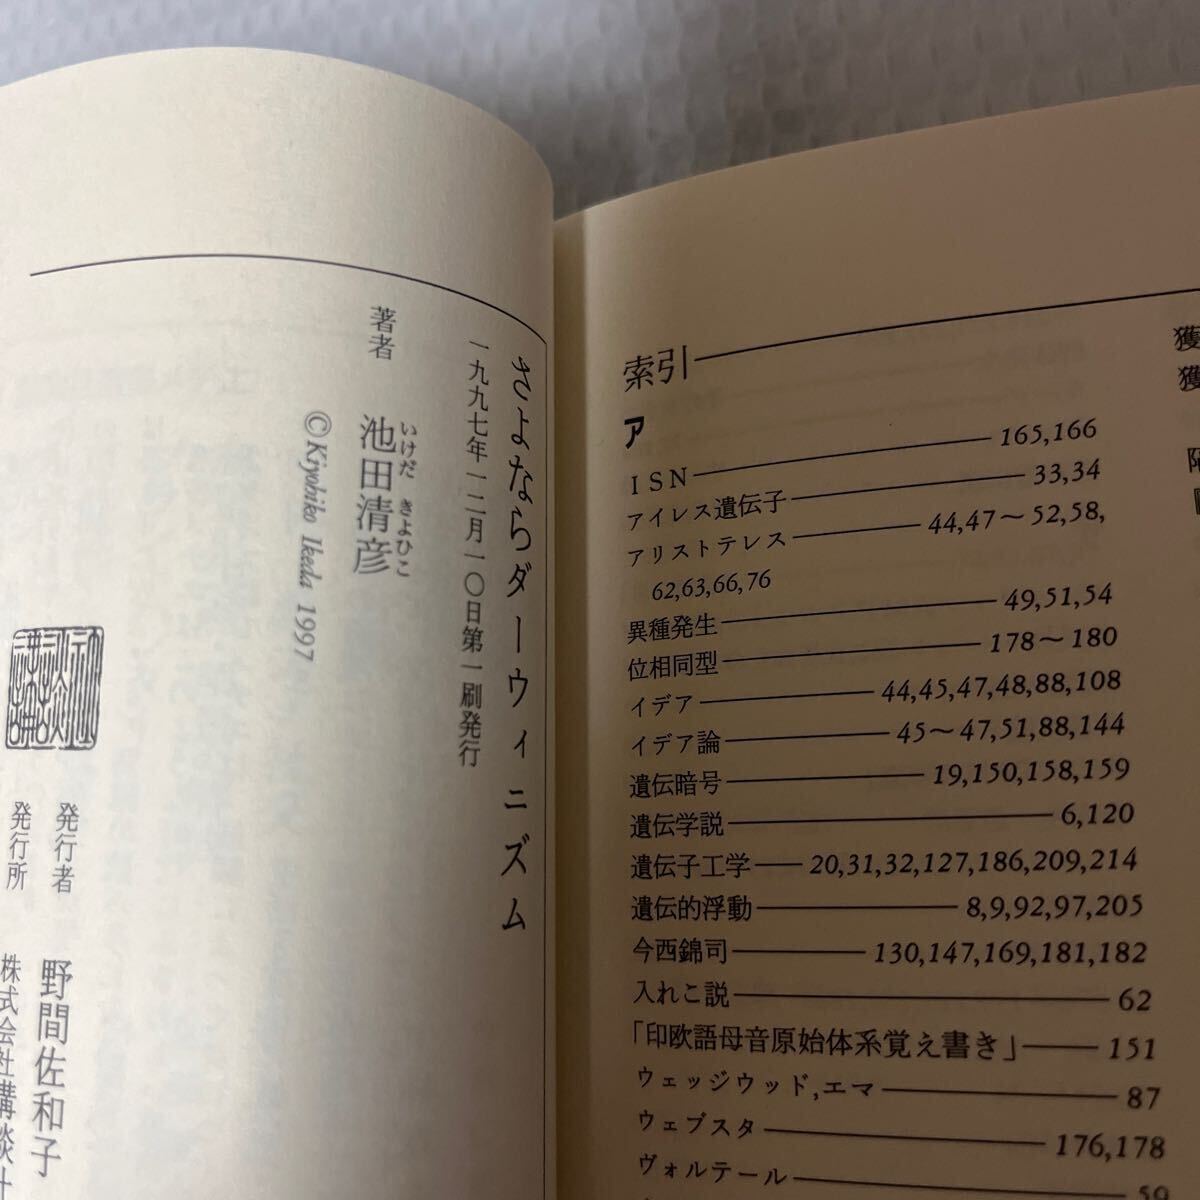 さよならダーウィニズム
一九九七年一二月一〇日第一刷発行
著者 池田清彦
いけだ きよひこ
©Kiyohiko Ikeda 1997
発行者 野間佐和子
発行所 株式会社講談社
索引
ア
ISN 165,166
アイレス遺伝子 33,34
アリストテレス 44,47～52,58,
62,63,66,76
異種発生 49,51,54
位相同型 178～180
イデア 44,45,47,48,88,108
イデア論 45～47,51,88,144
遺伝暗号 19,150,158,159
遺伝学説 6,120
遺伝子工学 20,31,32,127,186,209,214
遺伝的浮動 8,9,92,97,205
今西錦司 130,147,169,181,182
入れこ説 62
「印欧語母音原始体系覚え書き」 151
ウェッジウッド,エマ 87
ウェブスタ 176,178
ヴォルテール 59
獲
獲